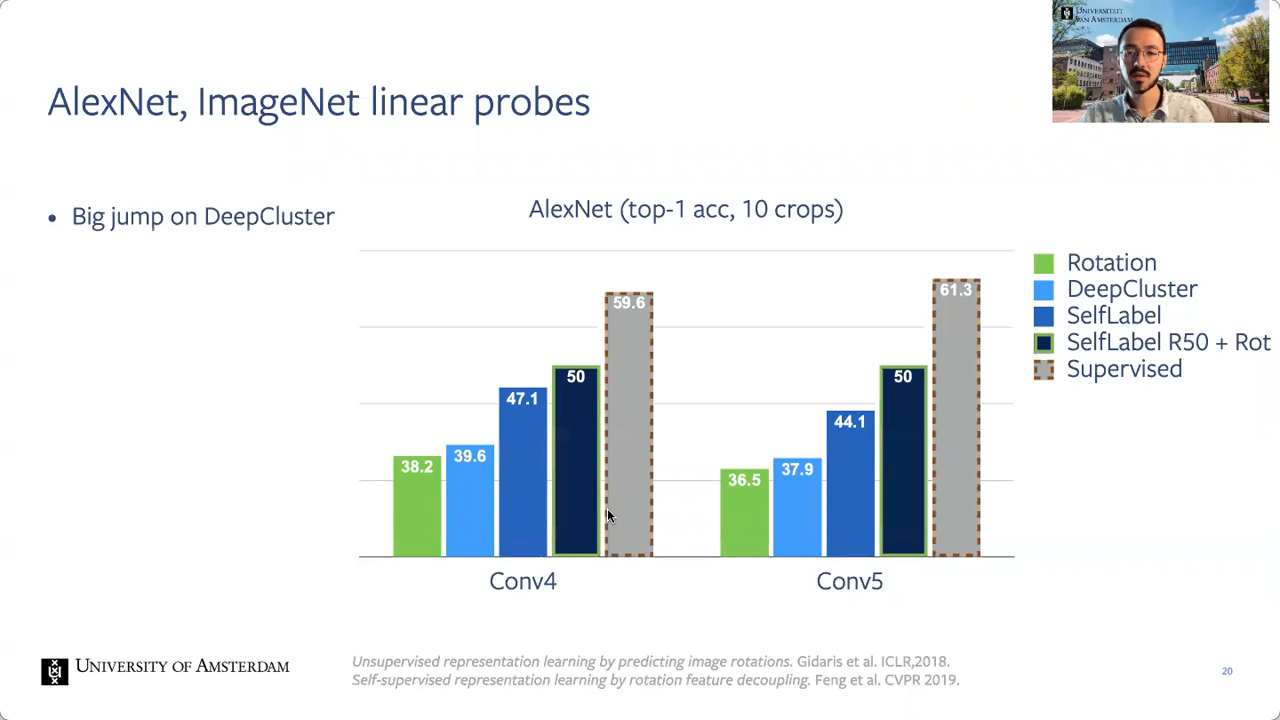 UNIVERSITEIT
VAN AMSTERDAM
AlexNet, ImageNet linear probes
• Big jump on DeepCluster
AlexNet (top-1 acc, 10 crops)
Rotation
DeepCluster
SelfLabel
SelfLabel R50 + Rot
Supervised
38.2
39.6
47.1
50
59.6
36.5
37.9
44.1
50
61.3
Conv4
Conv5
UNIVERSITY OF AMSTERDAM
Unsupervised representation learning by predicting image rotations. Gidaris et al. ICLR,2018.
Self-supervised representation learning by rotation feature decoupling. Feng et al. CVPR 2019.
20